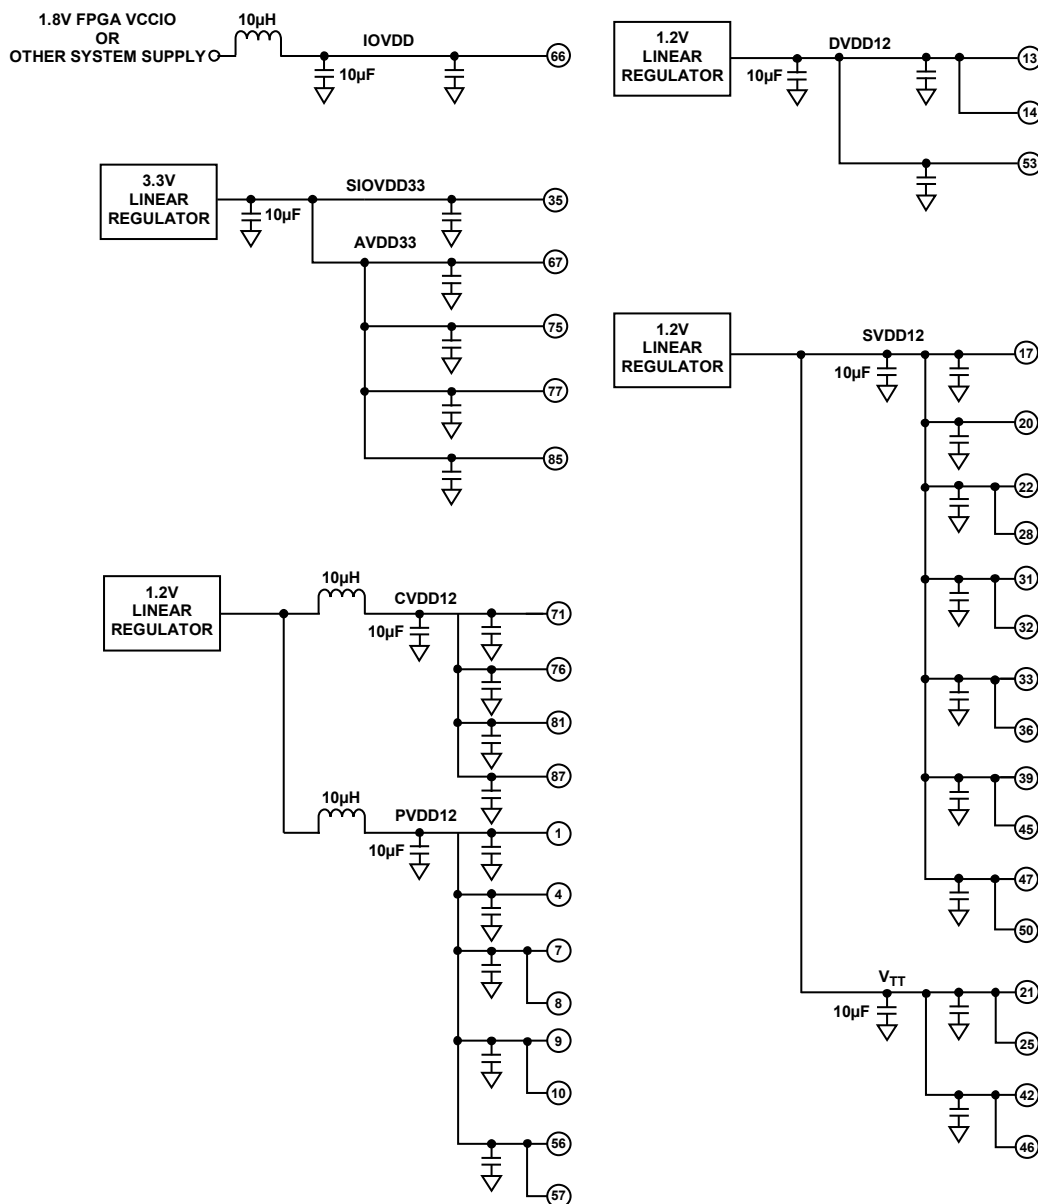 1.8V FPGA VCCIO
OR
OTHER SYSTEM SUPPLY
10µH
IOVDD
10µF
66
3.3V
LINEAR
REGULATOR
10µF
SIOVDD33
35
AVDD33
67
75
77
85
1.2V
LINEAR
REGULATOR
10µH
CVDD12
10µF
71
76
81
87
10µH
PVDD12
10µF
1
4
7
8
9
10
56
57
1.2V
LINEAR
REGULATOR
10µF
DVDD12
13
14
53
1.2V
LINEAR
REGULATOR
SVDD12
10µF
17
20
22
28
31
32
33
36
39
45
47
50
VTT
10µF
21
25
42
46